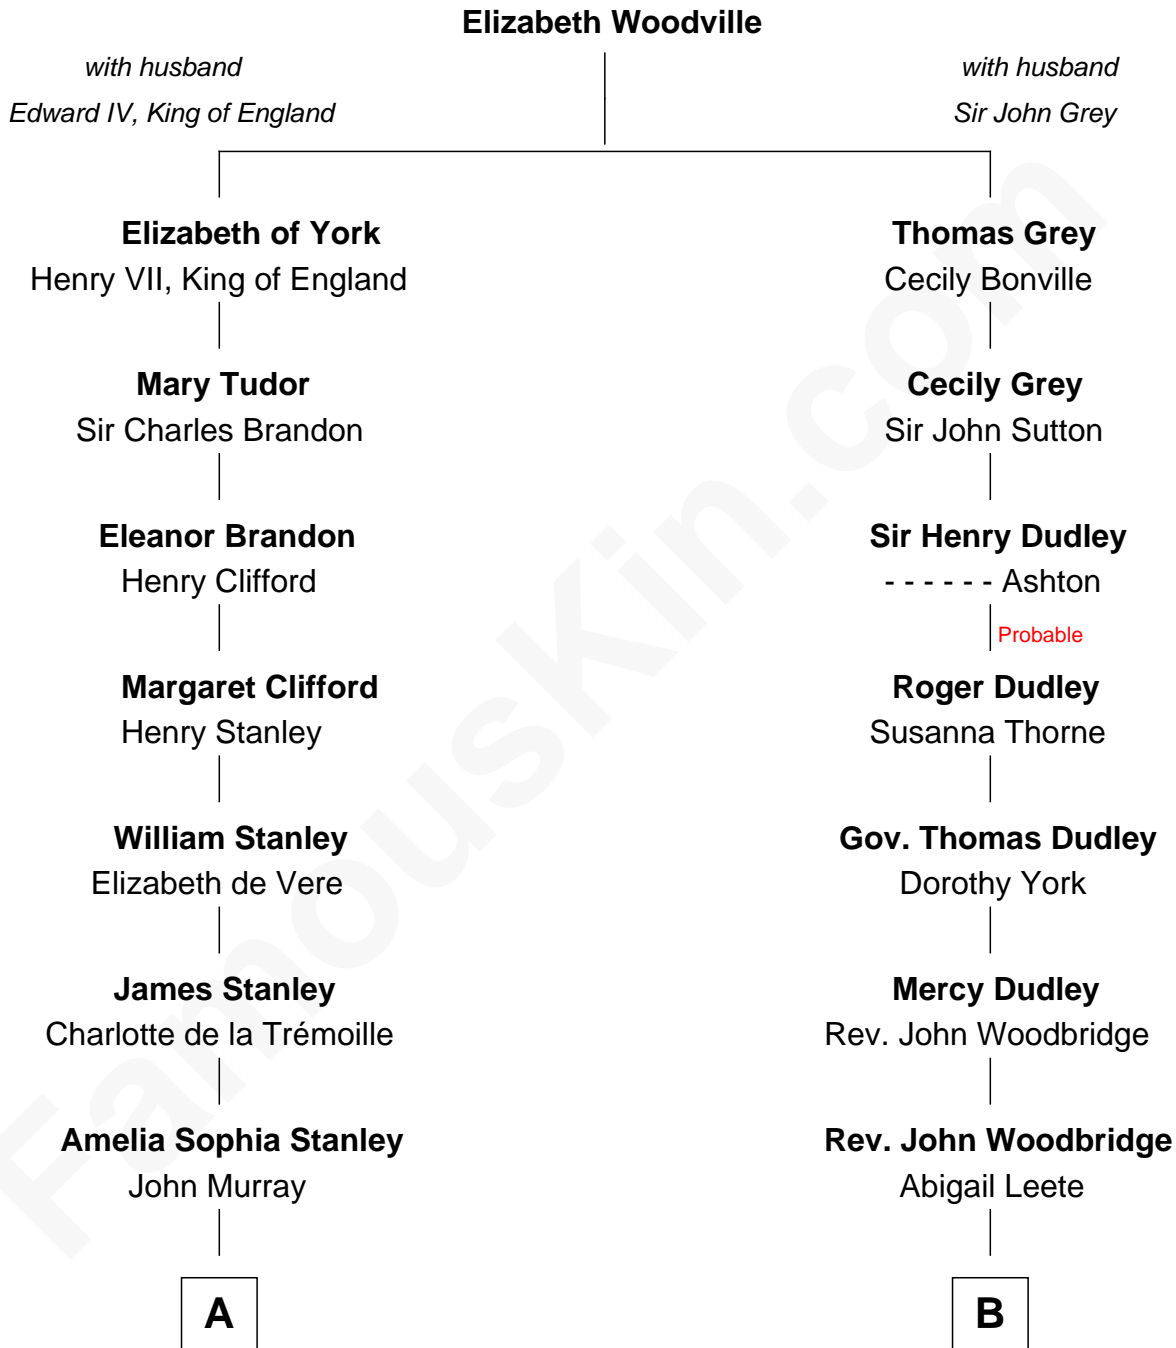 Elizabeth Woodville
with husband
Edward IV, King of England
with husband
Sir John Grey
Elizabeth of York
Henry VII, King of England
Thomas Grey
Cecily Bonville
Mary Tudor
Sir Charles Brandon
Cecily Grey
Sir John Sutton
Eleanor Brandon
Henry Clifford
Sir Henry Dudley
- - - - - - Ashton
Probable
Margaret Clifford
Henry Stanley
Roger Dudley
Susanna Thorne
William Stanley
Elizabeth de Vere
Gov. Thomas Dudley
Dorothy York
James Stanley
Charlotte de la Trémoille
Mercy Dudley
Rev. John Woodbridge
Amelia Sophia Stanley
John Murray
Rev. John Woodbridge
Abigail Leete
A
B
FamousKin.com